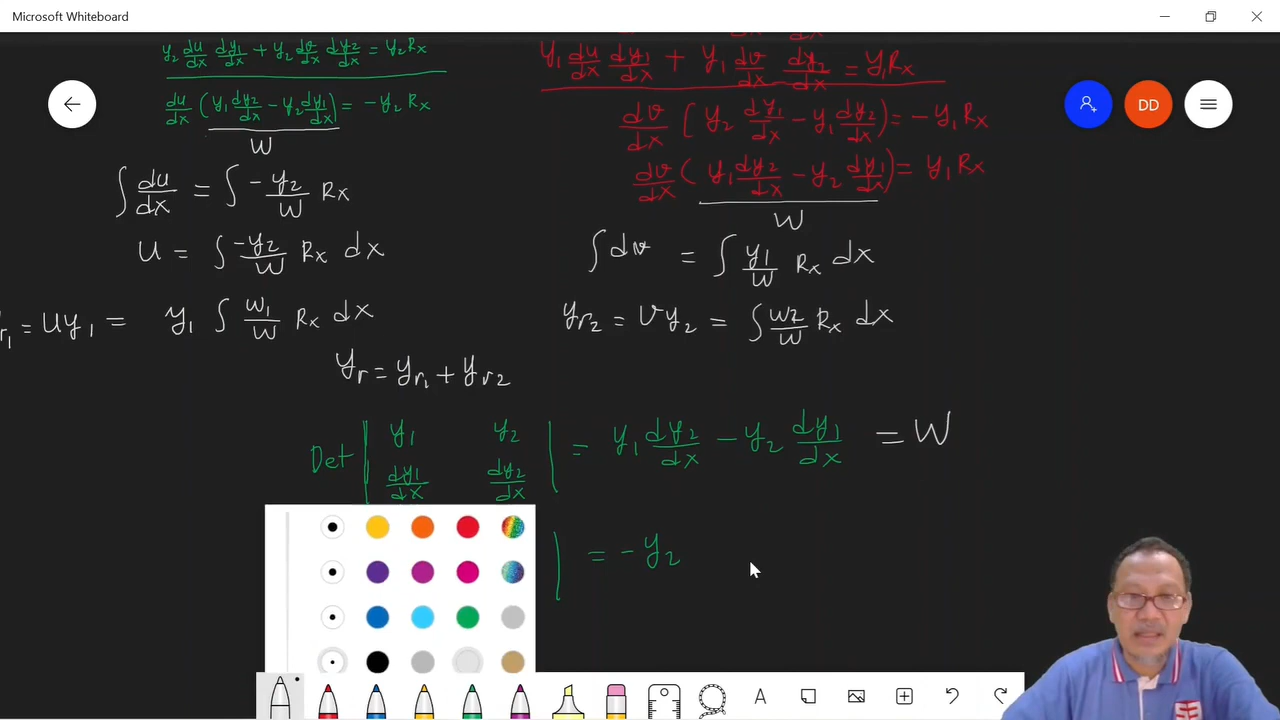 Microsoft Whiteboard
y₂ du/dx dy₁/dx + y₂ dv/dx dy₂/dx = y₂ Rx
du/dx (y₁ dy₂/dx − y₂ dy₁/dx) = −y₂ Rx
W
∫ du/dx = ∫ −y₂/W Rx
u = ∫ −y₂/W Rx dx
r₁ = uy₁ = y₁ ∫ W₁/W Rx dx
y₁ du/dx dy₁/dx + y₁ dv/dx dy₂/dx = y₁Rx
dv/dx (y₂ dy₁/dx − y₁ dy₂/dx) = −y₁ Rx
dv/dx (y₁ dy₂/dx − y₂ dy₁/dx) = y₁ Rx
W
∫ dv = ∫ y₁/W Rx dx
yr₂ = vy₂ = ∫ W₂/W Rx dx
yr = yr₁ + yr₂
Det | y₁ y₂ | = y₁ dy₂/dx − y₂ dy₁/dx = W
dy₁/dx dy₂/dx
| = −y₂
DD
A